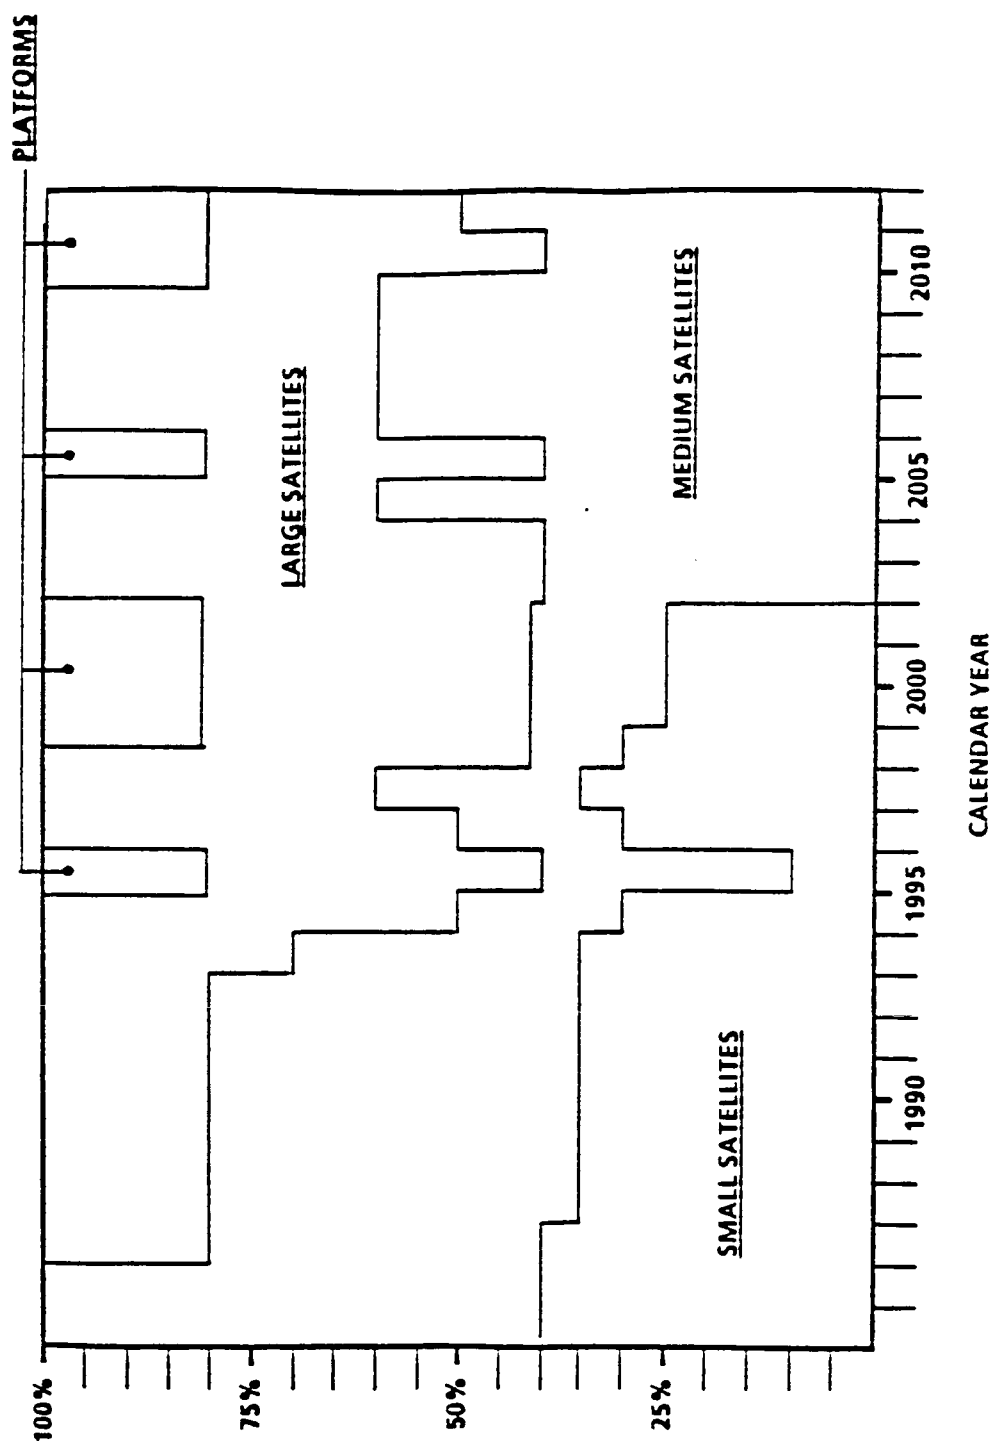 PLATFORMS
LARGE SATELLITES
MEDIUM SATELLITES
SMALL SATELLITES
100%
75%
50%
25%
1990
1995
2000
2005
2010
CALENDAR YEAR